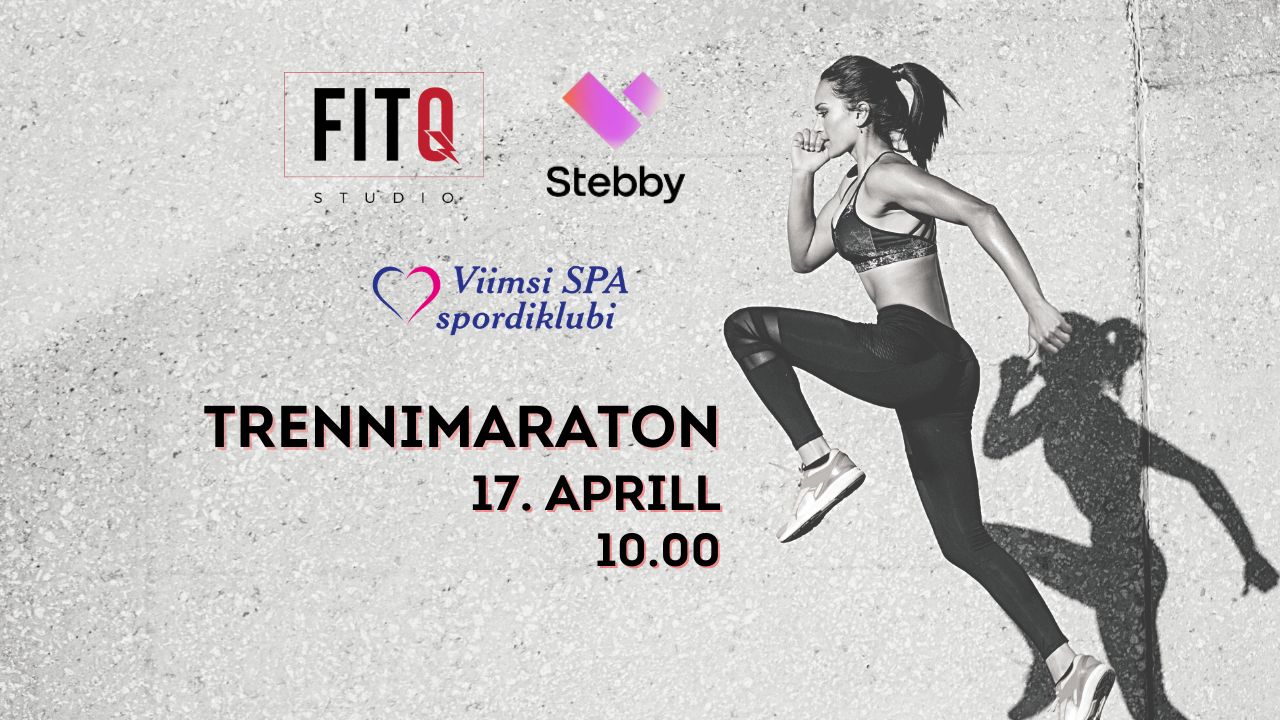 FITQ
STUDIO
Stebby
Viimsi SPA
spordiklubi
TRENNIMARATON
17. APRILL
10.00